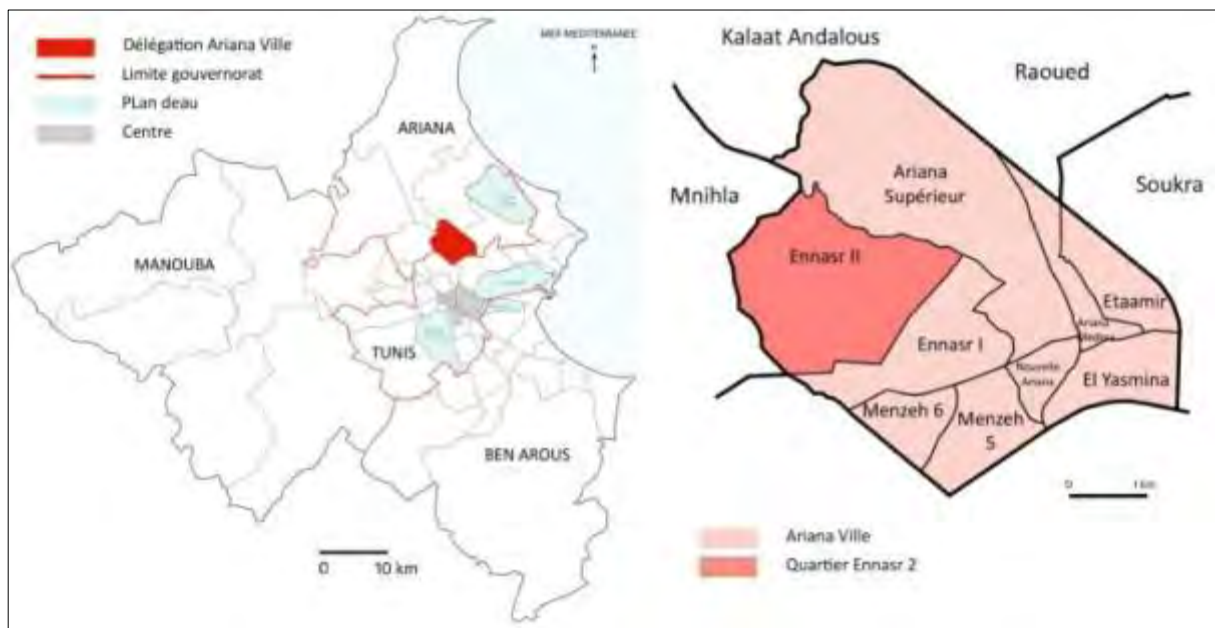 Délégation Ariana Ville
Limite gouvernorat
PLan deau
Centre
MER MEDITERRANEE
N
ARIANA
MANOUBA
TUNIS
BEN AROUS
0 10 km
Kalaat Andalous
Raoued
Mnihla
Soukra
Ariana
Supérieur
Ennasr II
Ennasr I
Etaamir
Ariana
Médina
Nouvelle
Ariana
El Yasmina
Menzeh 6
Menzeh
5
0 1 km
Ariana Ville
Quartier Ennasr 2